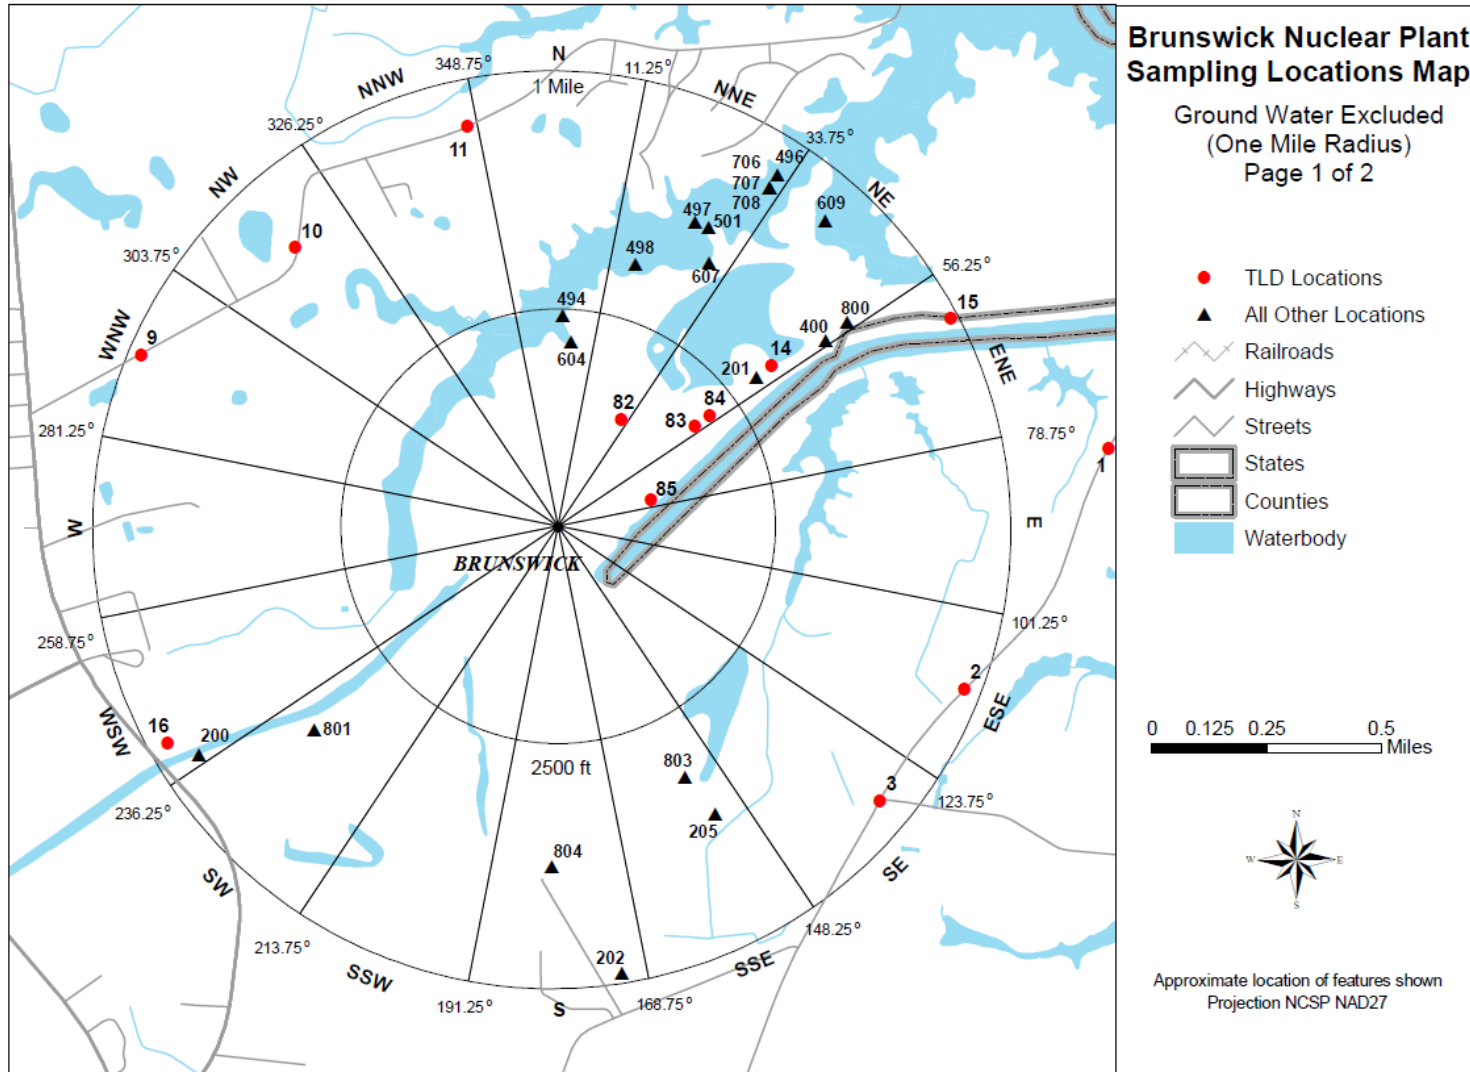 Brunswick Nuclear Plant
Sampling Locations Map
Ground Water Excluded
(One Mile Radius)
Page 1 of 2
TLD Locations
All Other Locations
Railroads
Highways
Streets
States
Counties
Waterbody
0 0.125 0.25 0.5
Miles
N
W E
S
Approximate location of features shown
Projection NCSP NAD27
N
348.75°
11.25°
1 Mile
NNW
NNE
326.25°
11
33.75°
706 496
707
708
NW
NE
497 501
609
10
498
607
303.75°
56.25°
494
800
15
WNW
9
604
400
14
ENE
201
82
84
83
281.25°
78.75°
1
85
W
E
BRUNSWICK
101.25°
258.75°
2
WSW
ESE
16
200
801
2500 ft
803
3
236.25°
123.75°
205
804
SW
SE
148.25°
213.75°
202
SSW
SSE
191.25°
S
168.75°